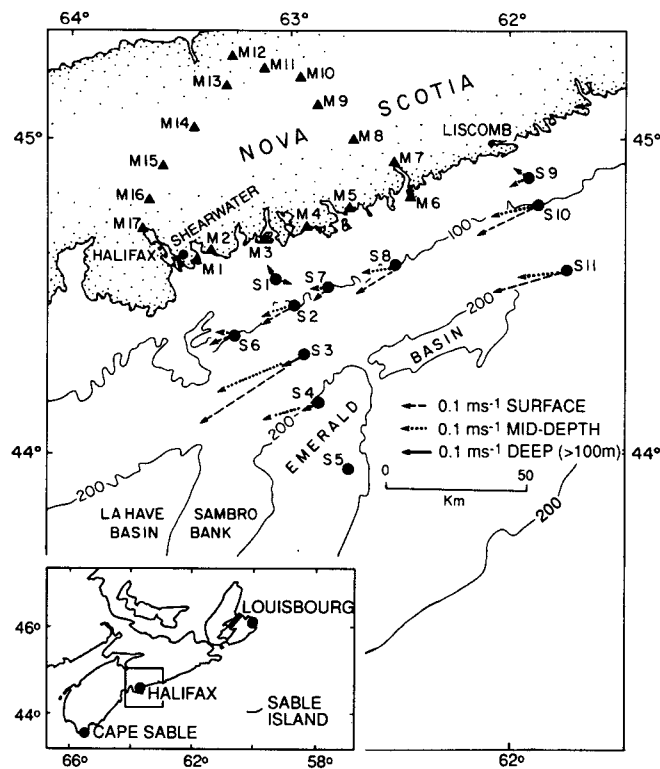 64° 63° 62°
M12
M11
M10
M13
M9
NOVA SCOTIA
M14
M8
45° LISCOMB 45°
M15
M7
S9
M16
SHEARWATER
M5
M6
S10
M17
M4
100
M2
HALIFAX
M3
S8
M1
S1
S7
S11
S2
200
S6
BASIN
S3
S4
0.1 ms-1 SURFACE
200
0.1 ms-1 MID-DEPTH
44° EMERALD 44°
0.1 ms-1 DEEP (>100m)
S5
0 50
200
Km
LA HAVE BASIN
SAMBRO BANK
200
LOUISBOURG
46°
HALIFAX
SABLE ISLAND
44°
CAPE SABLE
66° 62° 58° 62°